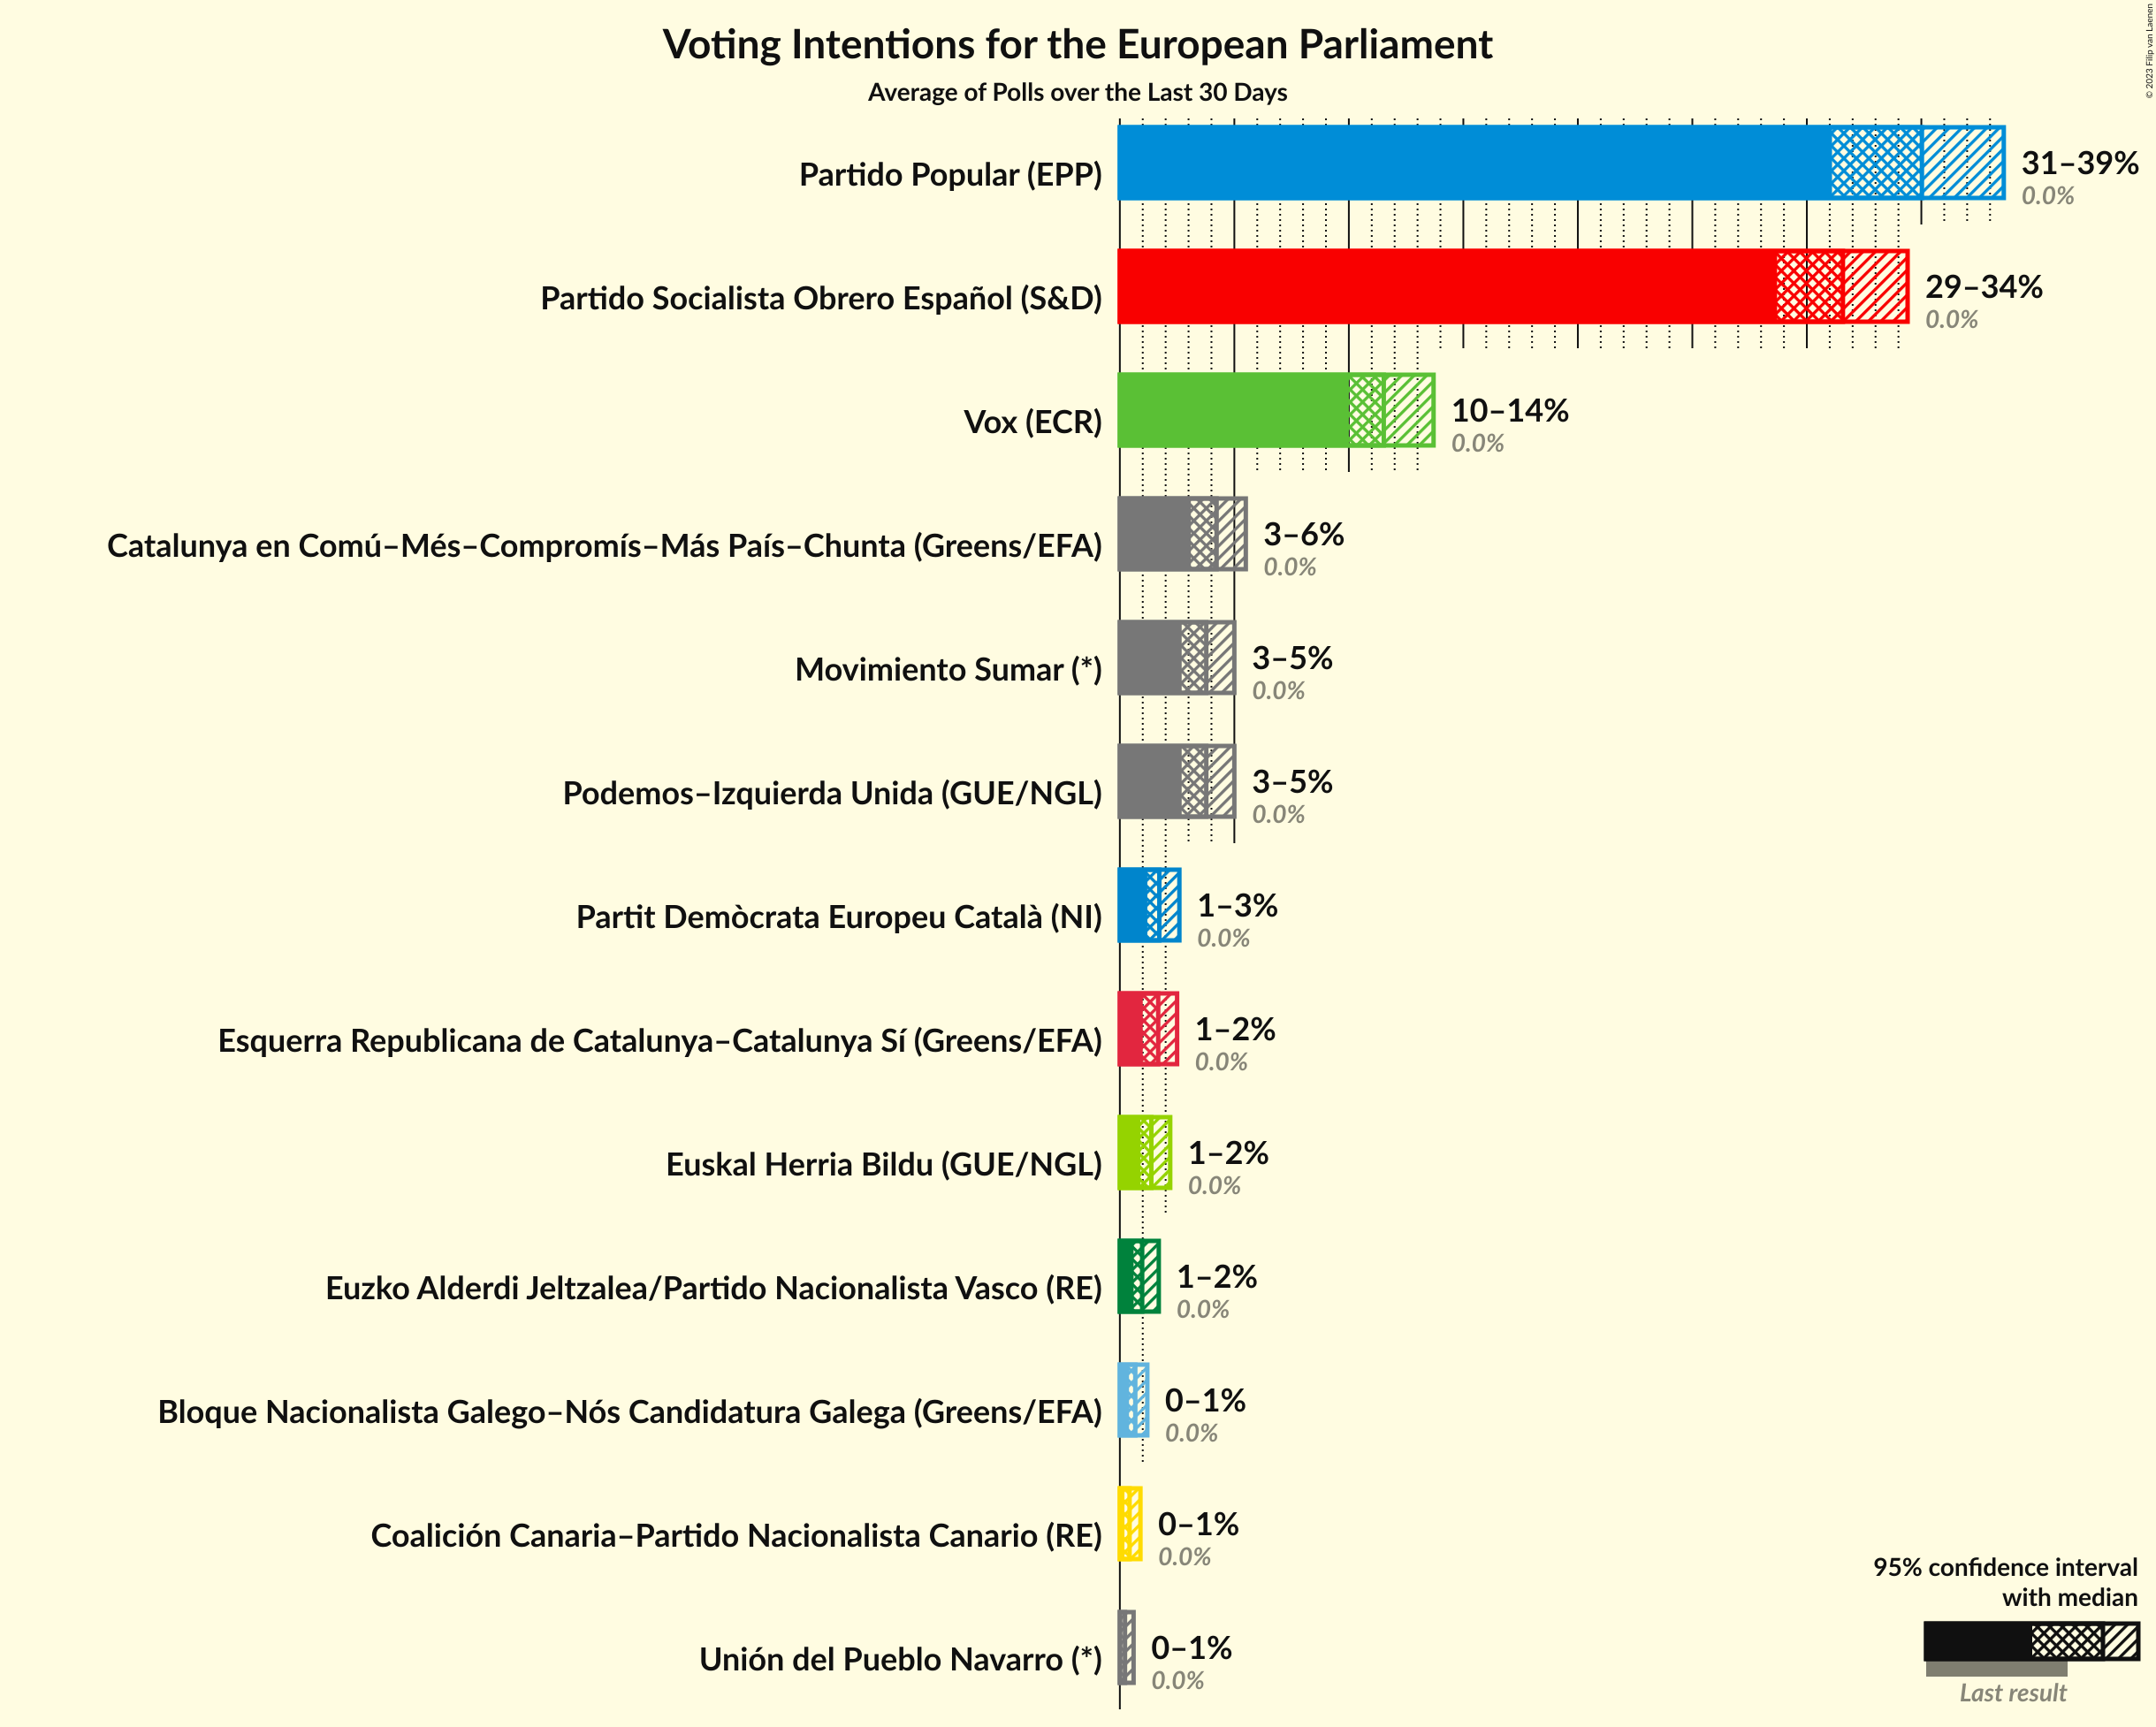 © 2023 Filip van Laenen
Voting Intentions for the European Parliament
Average of Polls over the Last 30 Days
Partido Popular (EPP)
31–39%
0.0%
Partido Socialista Obrero Español (S&D)
29–34%
0.0%
Vox (ECR)
10–14%
0.0%
Catalunya en Comú–Més–Compromís–Más País–Chunta (Greens/EFA)
3–6%
0.0%
Movimiento Sumar (*)
3–5%
0.0%
Podemos–Izquierda Unida (GUE/NGL)
3–5%
0.0%
Partit Demòcrata Europeu Català (NI)
1–3%
0.0%
Esquerra Republicana de Catalunya–Catalunya Sí (Greens/EFA)
1–2%
0.0%
Euskal Herria Bildu (GUE/NGL)
1–2%
0.0%
Euzko Alderdi Jeltzalea/Partido Nacionalista Vasco (RE)
1–2%
0.0%
Bloque Nacionalista Galego–Nós Candidatura Galega (Greens/EFA)
0–1%
0.0%
Coalición Canaria–Partido Nacionalista Canario (RE)
0–1%
0.0%
Unión del Pueblo Navarro (*)
0–1%
0.0%
95% confidence interval
with median
Last result